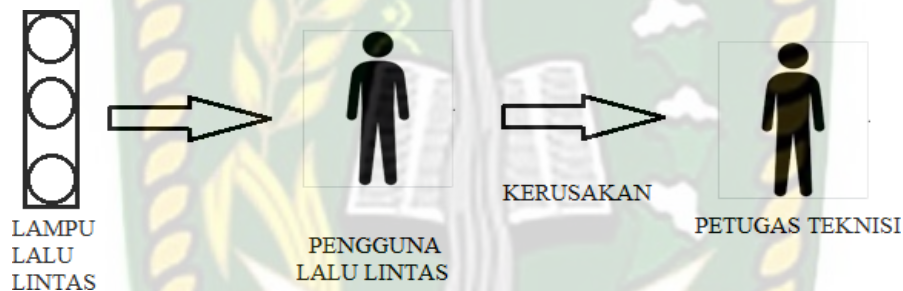 LAMPU
LALU
LINTAS
PENGGUNA
LALU LINTAS
KERUSAKAN
PETUGAS TEKNISI